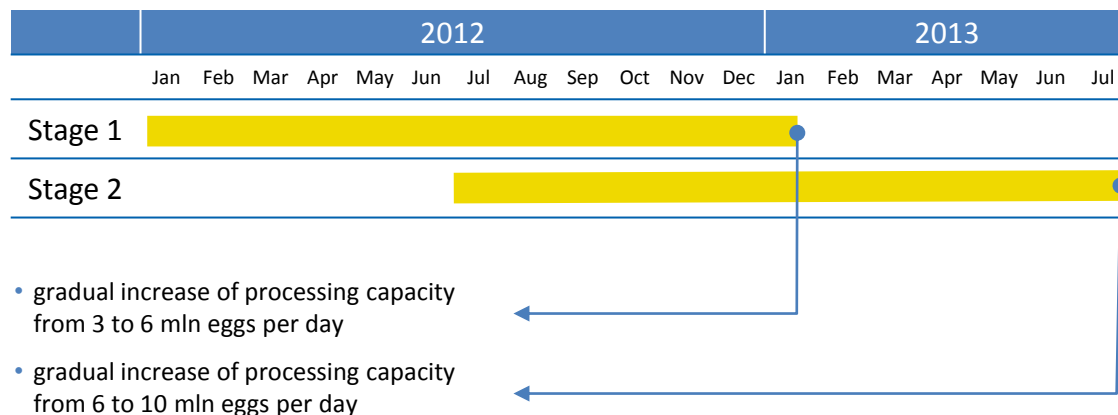 2012 2013
Jan Feb Mar Apr May Jun Jul Aug Sep Oct Nov Dec Jan Feb Mar Apr May Jun Jul
Stage 1
Stage 2
• gradual increase of processing capacity
from 3 to 6 mln eggs per day
• gradual increase of processing capacity
from 6 to 10 mln eggs per day